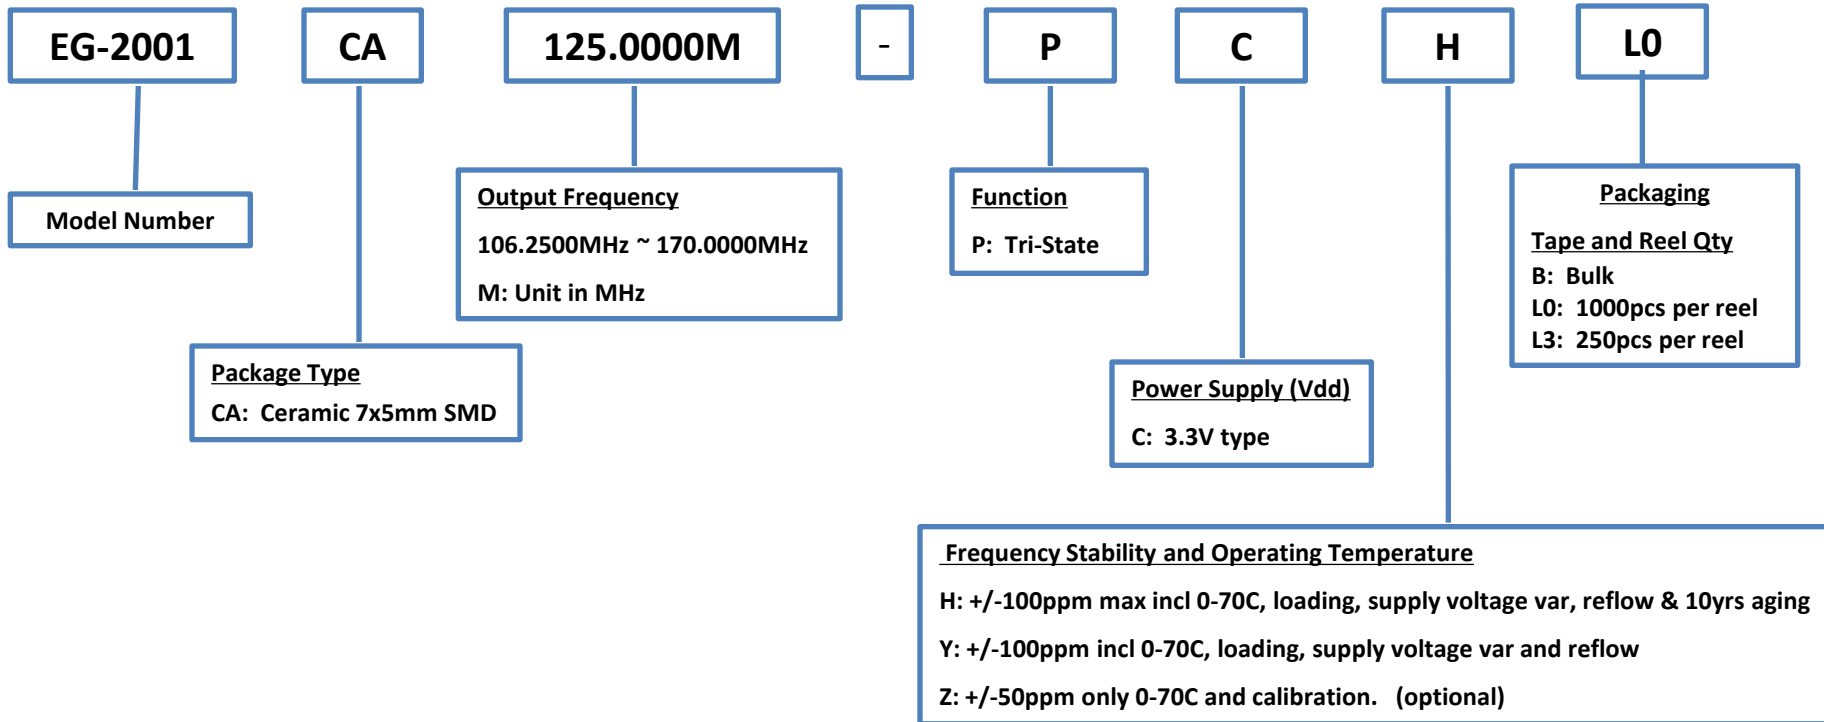 EG-2001
CA
125.0000M
-
P
C
H
L0
Model Number
Output Frequency
106.2500MHz ~ 170.0000MHz
M: Unit in MHz
Function
P: Tri-State
Packaging
Tape and Reel Qty
B: Bulk
L0: 1000pcs per reel
L3: 250pcs per reel
Package Type
CA: Ceramic 7x5mm SMD
Power Supply (Vdd)
C: 3.3V type
Frequency Stability and Operating Temperature
H: +/-100ppm max incl 0-70C, loading, supply voltage var, reflow & 10yrs aging
Y: +/-100ppm incl 0-70C, loading, supply voltage var and reflow
Z: +/-50ppm only 0-70C and calibration. (optional)